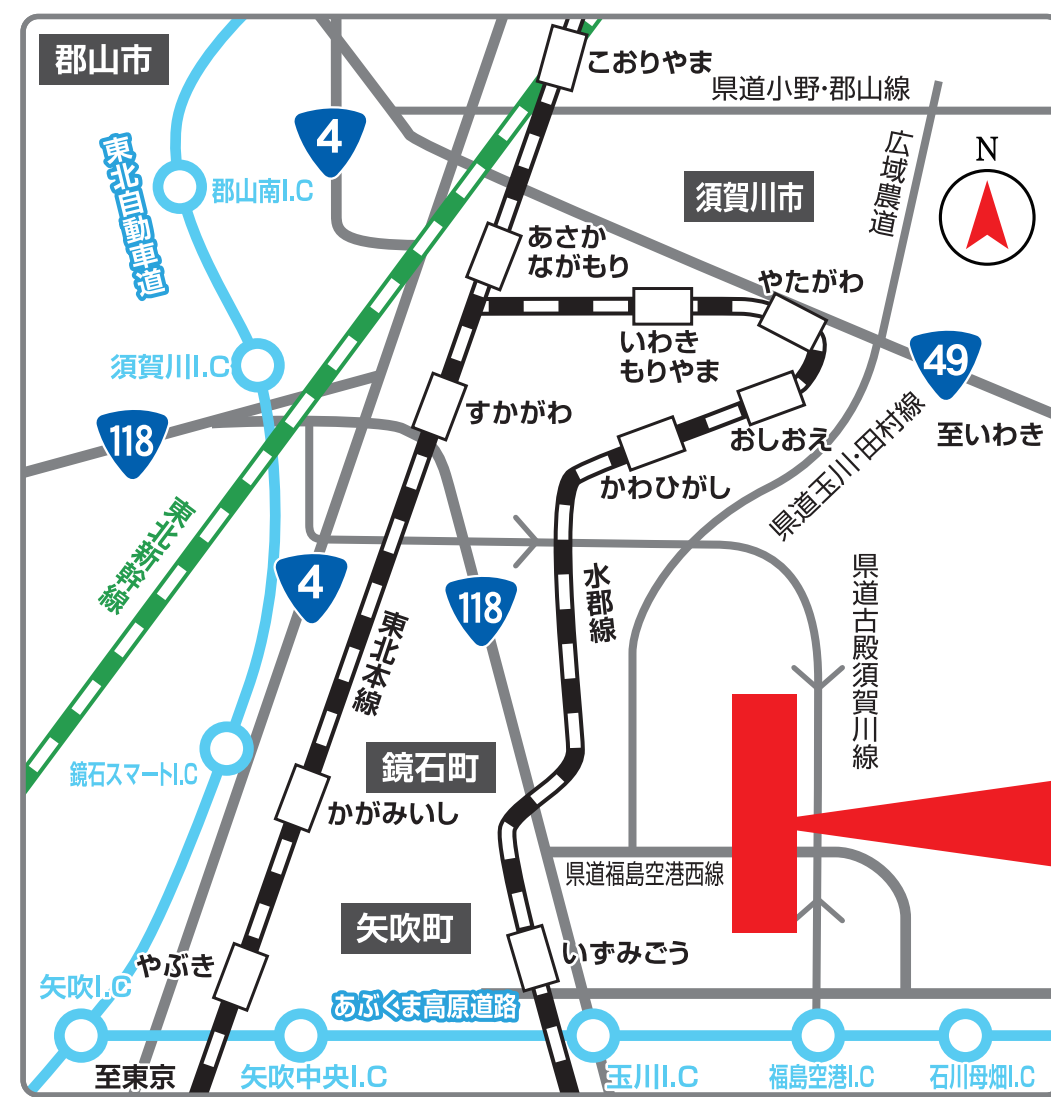 郡山市
こおりやま
県道小野・郡山線
4
東北自動車道
郡山南I.C
広域農道
N
須賀川市
あさか
ながもり
やたがわ
須賀川I.C
いわき
もりやま
49
すかがわ
118
おしおえ
至いわき
県道玉川・田村線
かわひがし
東北新幹線
4
118
水郡線
県道古殿須賀川線
東北本線
鏡石町
鏡石スマートI.C
かがみいし
県道福島空港西線
矢吹町
やぶき
いずみごう
矢吹I.C
あぶくま高原道路
至東京
矢吹中央I.C
玉川I.C
福島空港I.C
石川母畑I.C